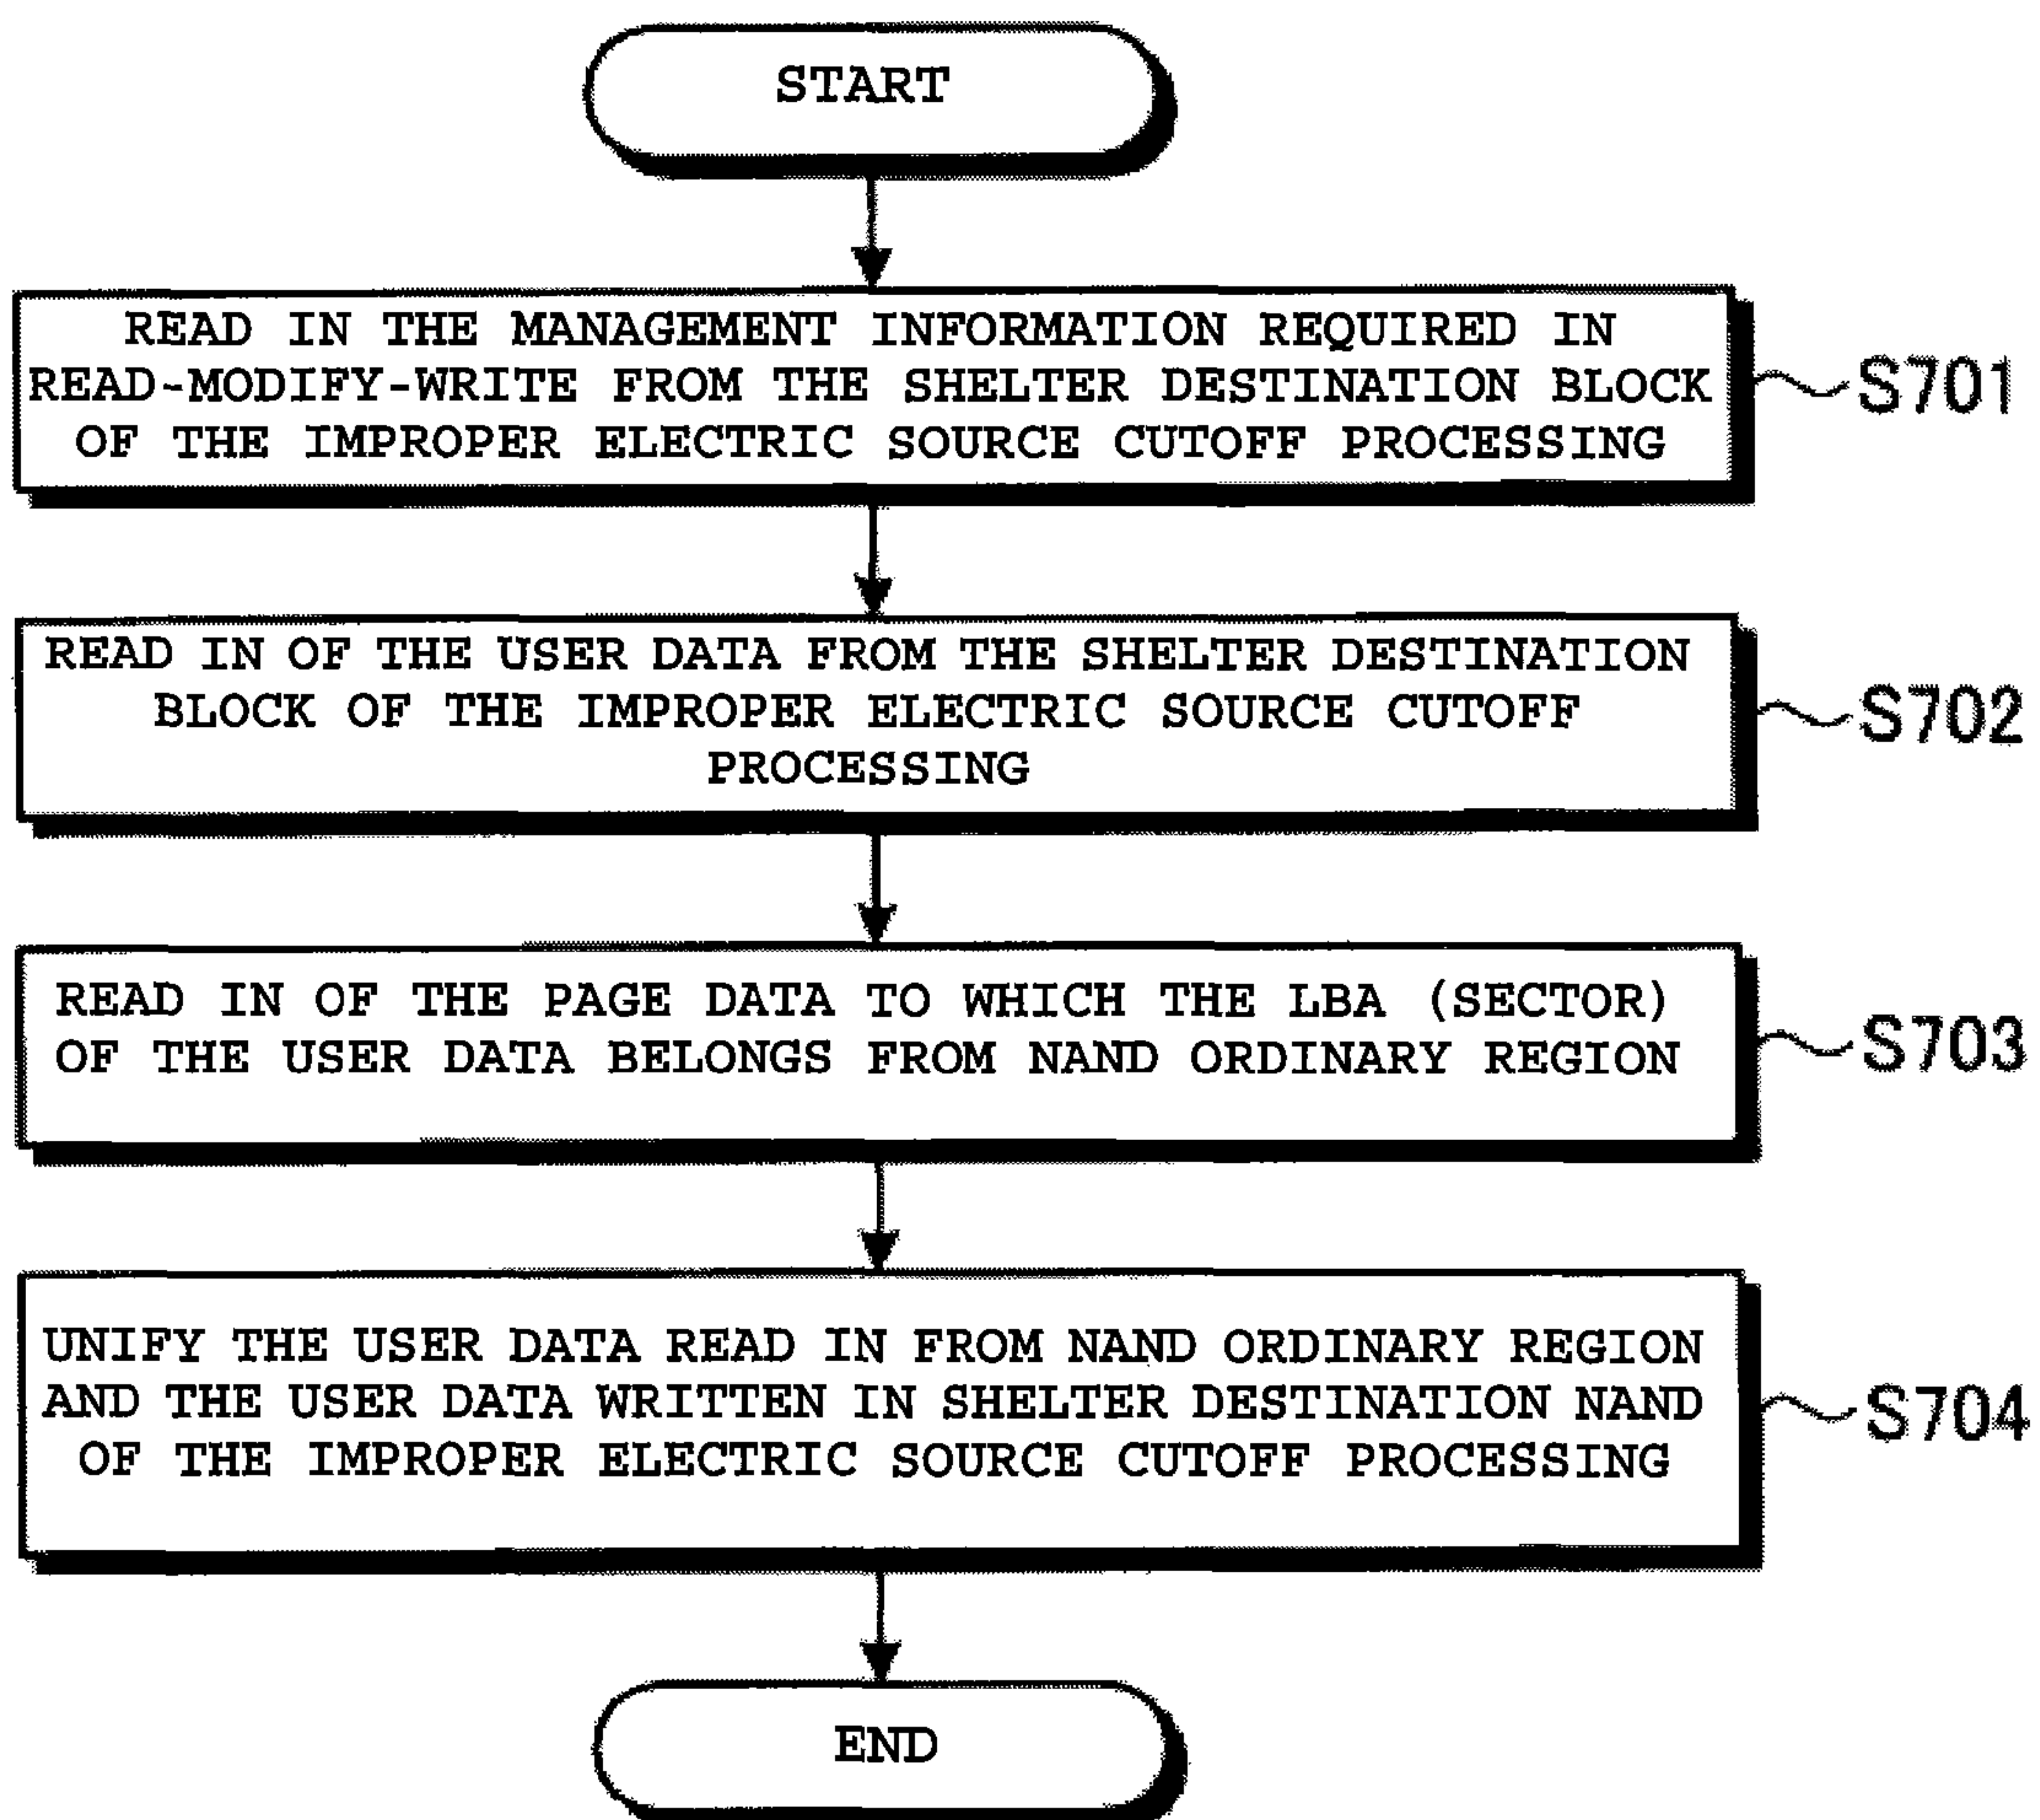 START
READ IN THE MANAGEMENT INFORMATION REQUIRED IN
READ-MODIFY-WRITE FROM THE SHELTER DESTINATION BLOCK
OF THE IMPROPER ELECTRIC SOURCE CUTOFF PROCESSING
S701
READ IN OF THE USER DATA FROM THE SHELTER DESTINATION
BLOCK OF THE IMPROPER ELECTRIC SOURCE CUTOFF
PROCESSING
S702
READ IN OF THE PAGE DATA TO WHICH THE LBA (SECTOR)
OF THE USER DATA BELONGS FROM NAND ORDINARY REGION
S703
UNIFY THE USER DATA READ IN FROM NAND ORDINARY REGION
AND THE USER DATA WRITTEN IN SHELTER DESTINATION NAND
OF THE IMPROPER ELECTRIC SOURCE CUTOFF PROCESSING
S704
END